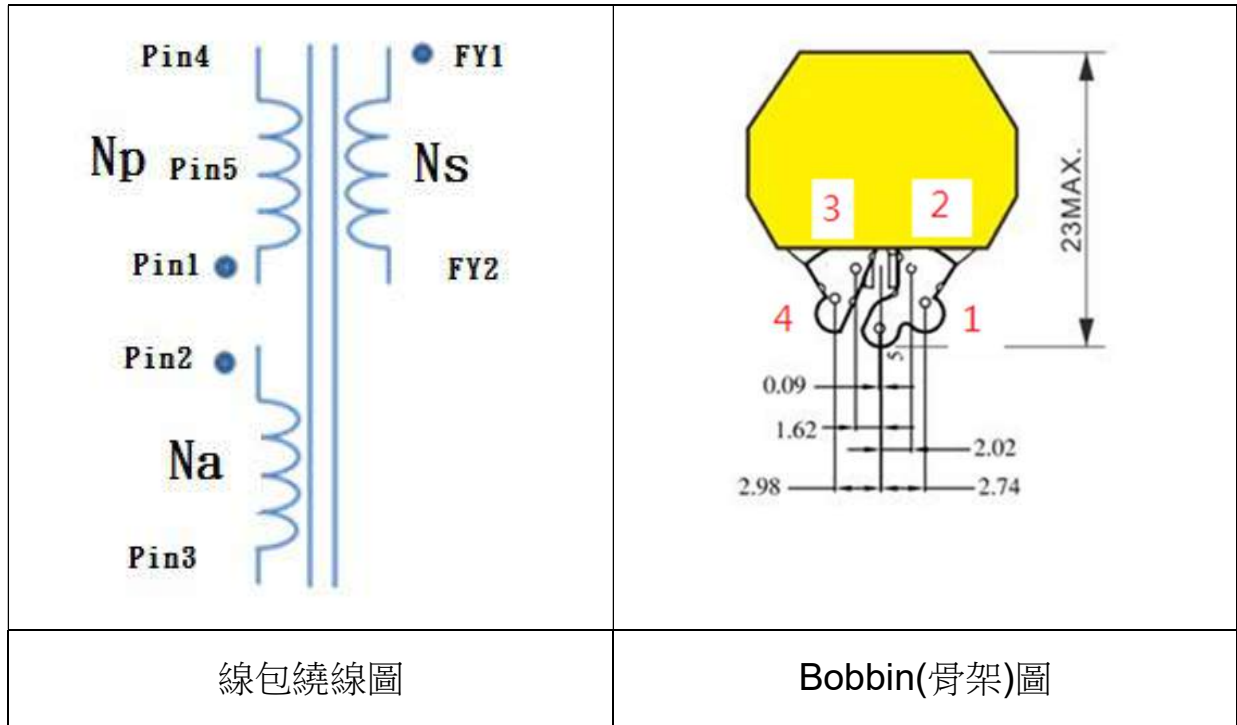 Pin4
FY1
Np
Pin5
Ns
Pin1
FY2
Pin2
Na
Pin3
3
2
23MAX.
4
1
5
0.09
1.62
2.02
2.98
2.74
線包繞線圖
Bobbin(骨架)圖